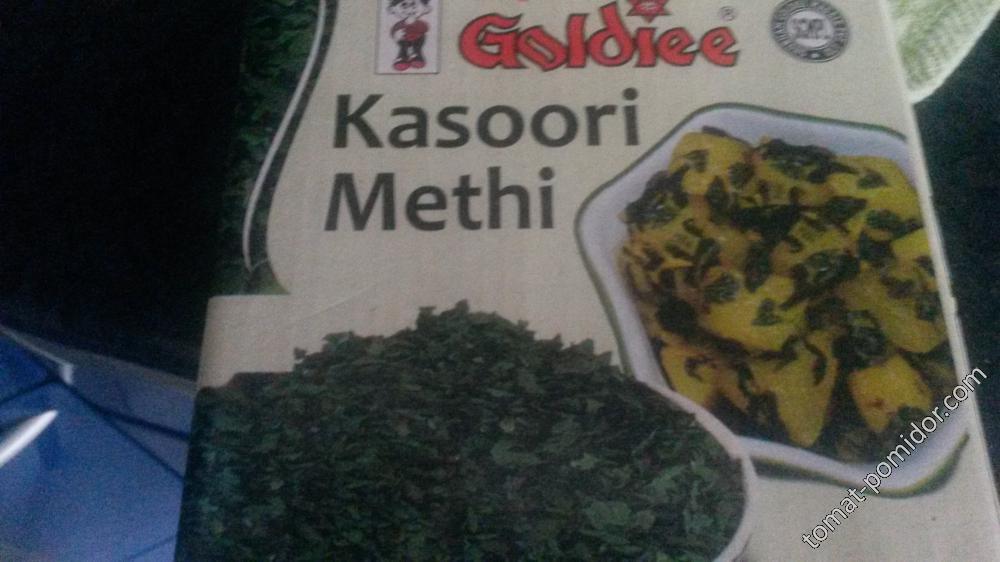 Goldiee
®
Kasoori
Methi
tomat-pomidor.com